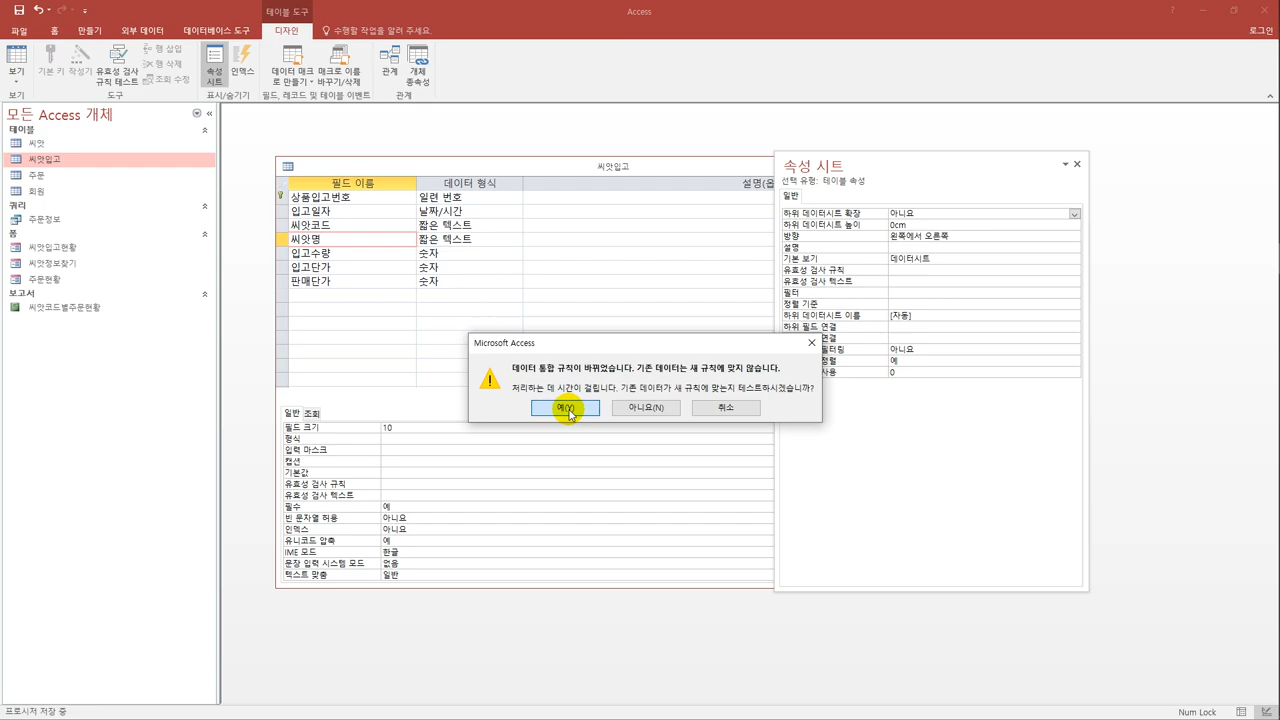 테이블 도구
Access
파일
홈
만들기
외부 데이터
데이터베이스 도구
디자인
수행할 작업을 알려 주세요.
로그인
보기
기본 키
작성기
유효성 검사
규칙 테스트
행 삽입
행 삭제
조회 수정
속성
시트
인덱스
데이터 매크
로 만들기
매크로 이름
바꾸기/삭제
관계
개체
종속성
보기
도구
표시/숨기기
필드, 레코드 및 테이블 이벤트
관계
모든 Access 개체
테이블
씨앗
씨앗입고
주문
회원
쿼리
주문정보
폼
씨앗입고현황
씨앗정보찾기
주문현황
보고서
씨앗코드별주문현황
씨앗입고
필드 이름 데이터 형식 설명(옵
상품입고번호 일련 번호
입고일자 날짜/시간
씨앗코드 짧은 텍스트
씨앗명 짧은 텍스트
입고수량 숫자
입고단가 숫자
판매단가 숫자
일반 조회
필드 크기 10
형식
입력 마스크
캡션
기본값
유효성 검사 규칙
유효성 검사 텍스트
필수 예
빈 문자열 허용 아니요
인덱스 아니요
유니코드 압축 예
IME 모드 한글
문장 입력 시스템 모드 없음
텍스트 맞춤 일반
속성 시트
선택 유형: 테이블 속성
일반
하위 데이터시트 확장 아니요
하위 데이터시트 높이 0cm
방향 왼쪽에서 오른쪽
설명
기본 보기 데이터시트
유효성 검사 규칙
유효성 검사 텍스트
필터
정렬 기준
하위 데이터시트 이름 [자동]
하위 필드 연결
연결
필터링 아니요
정렬 예
사용 0
Microsoft Access
데이터 통합 규칙이 바뀌었습니다. 기존 데이터는 새 규칙에 맞지 않습니다.
처리하는 데 시간이 걸립니다. 기존 데이터가 새 규칙에 맞는지 테스트하시겠습니까?
예(Y) 아니요(N) 취소
프로시저 저장 중
Num Lock